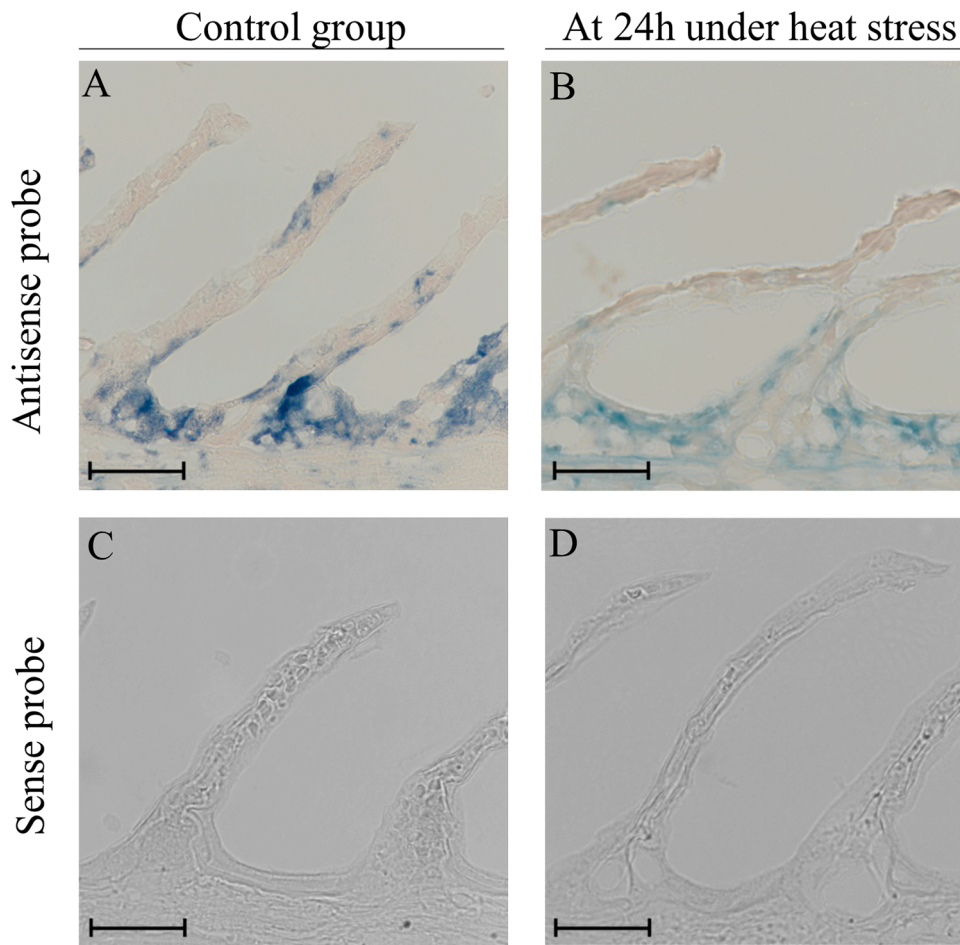 Control group
At 24h under heat stress
Antisense probe
A
B
Sense probe
C
D